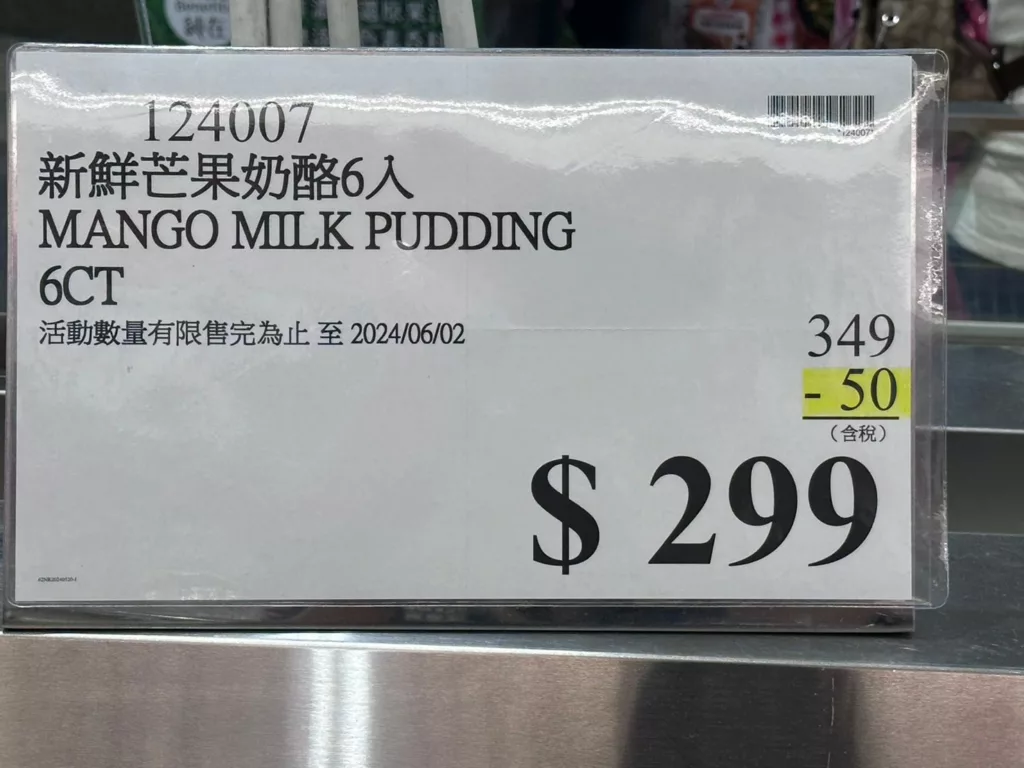 124007
*124007*
新鮮芒果奶酪6入
MANGO MILK PUDDING
6CT
活動數量有限售完為止 至 2024/06/02
349
- 50
（含稅）
$ 299